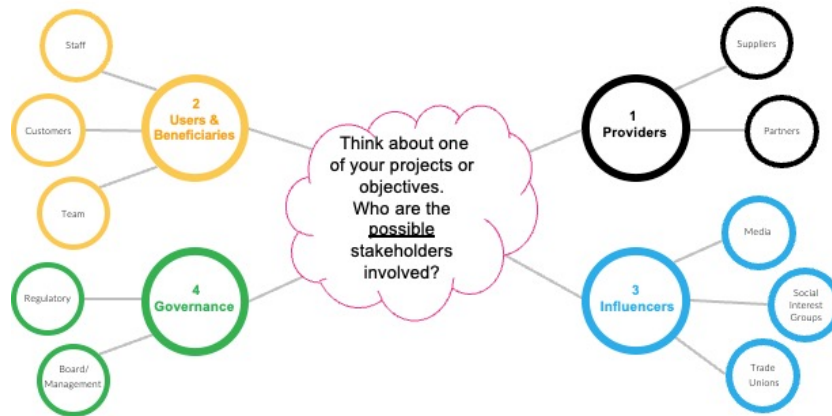 Staff
Customers
Team
2
Users &
Beneficiaries
Think about one
of your projects or
objectives.
Who are the
possible
stakeholders
involved?
1
Providers
Suppliers
Partners
Regulatory
Board/
Management
4
Governance
3
Influencers
Media
Social
Interest
Groups
Trade
Unions